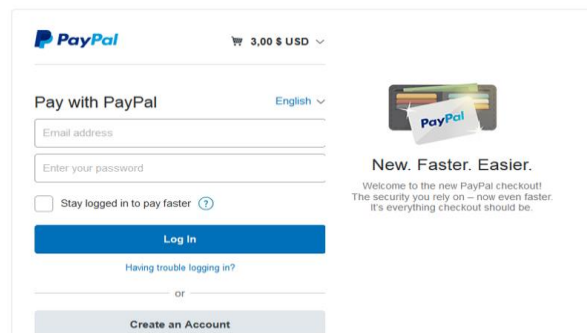 PayPal
3,00 $ USD
Pay with PayPal
English
Email address
Enter your password
Stay logged in to pay faster ?
Log In
Having trouble logging in?
or
Create an Account
PayPal
New. Faster. Easier.
Welcome to the new PayPal checkout!
The security you rely on – now even faster.
It's everything checkout should be.